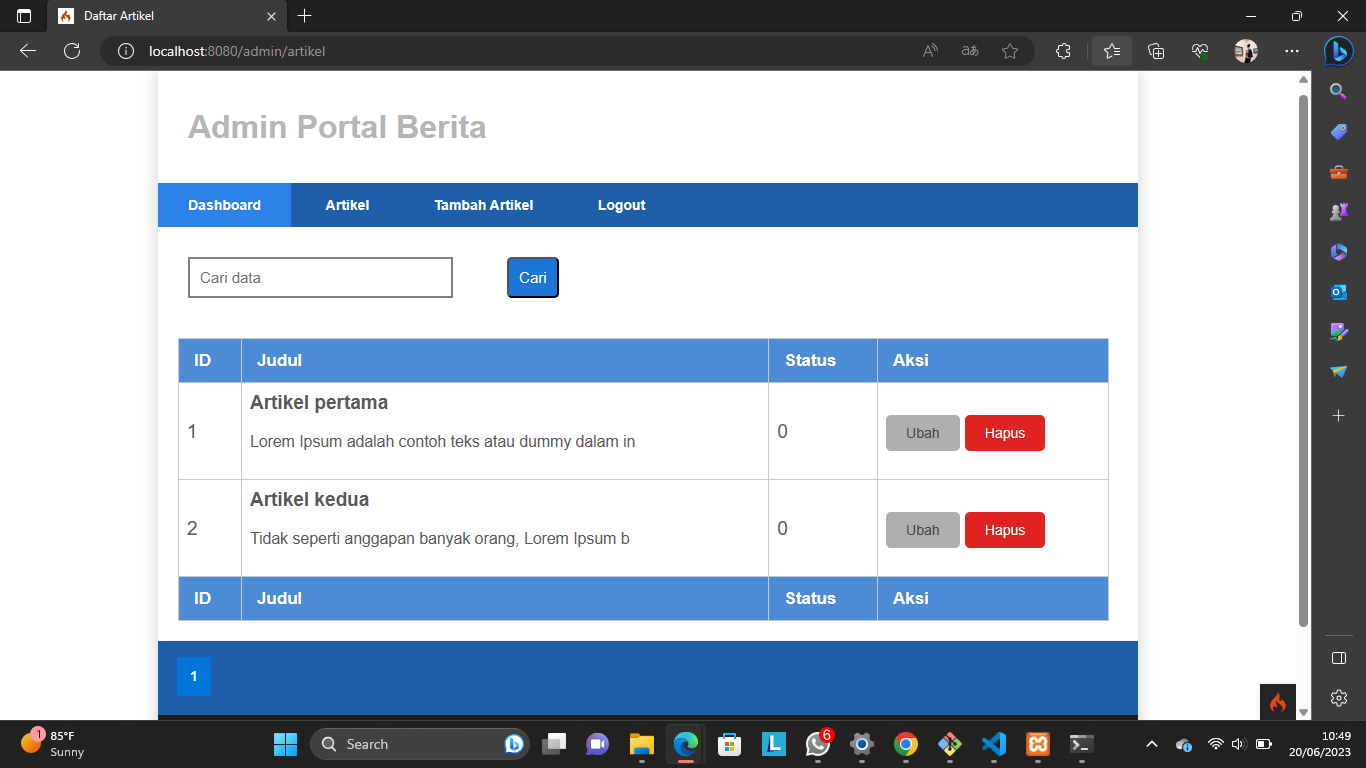 Daftar Artikel
localhost:8080/admin/artikel
Admin Portal Berita
Dashboard Artikel Tambah Artikel Logout
Cari data Cari
ID Judul Status Aksi
Artikel pertama
1 Lorem Ipsum adalah contoh teks atau dummy dalam in 0 Ubah Hapus
Artikel kedua
2 Tidak seperti anggapan banyak orang, Lorem Ipsum b 0 Ubah Hapus
ID Judul Status Aksi
1
1 85°F
Sunny
Search
L
6
10:49
20/06/2023